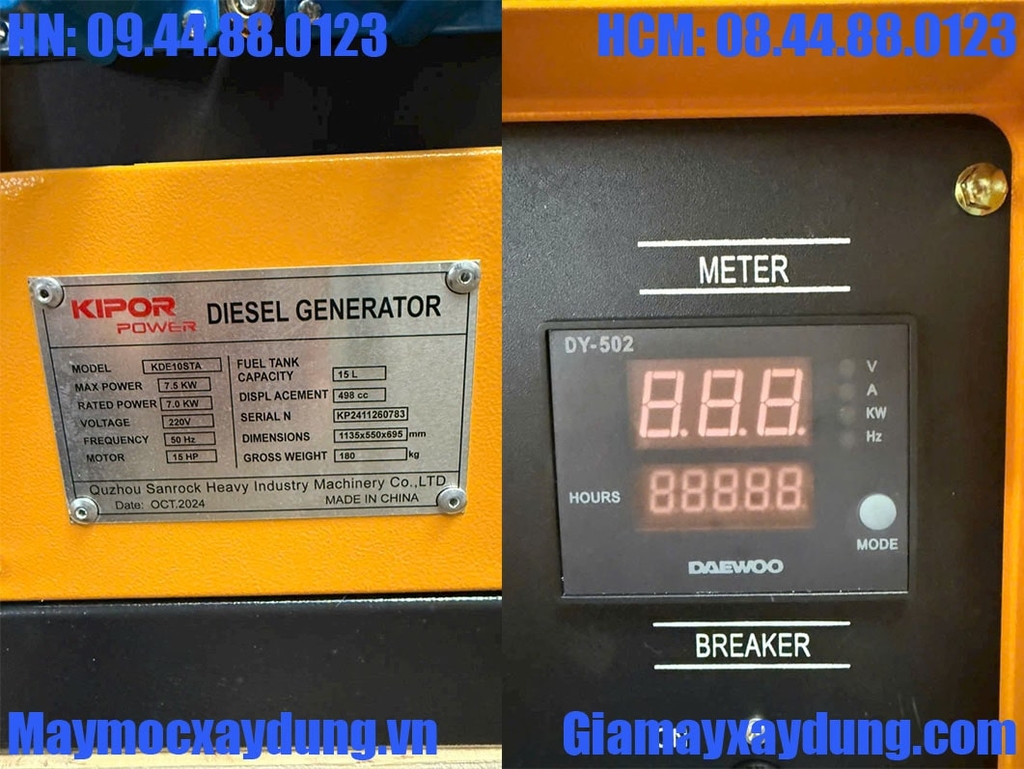 HN: 09.44.88.0123
HCM: 08.44.88.0123
KIPOR POWER DIESEL GENERATOR
MODEL KDE10STA
MAX POWER 7.5 KW
RATED POWER 7.0 KW
VOLTAGE 220V
FREQUENCY 50 Hz
MOTOR 15 HP
FUEL TANK
CAPACITY 15 L
DISPL ACEMENT 498 cc
SERIAL N KP2411260783
DIMENSIONS 1135x550x695 mm
GROSS WEIGHT 180 kg
Quzhou Sanrock Heavy Industry Machinery Co.,LTD
Date: OCT.2024 MADE IN CHINA
METER
DY-502
8.8.8.
V
A
KW
Hz
HOURS 88888
MODE
DAEWOO
BREAKER
Maymocxaydung.vn
Giamayxaydung.com